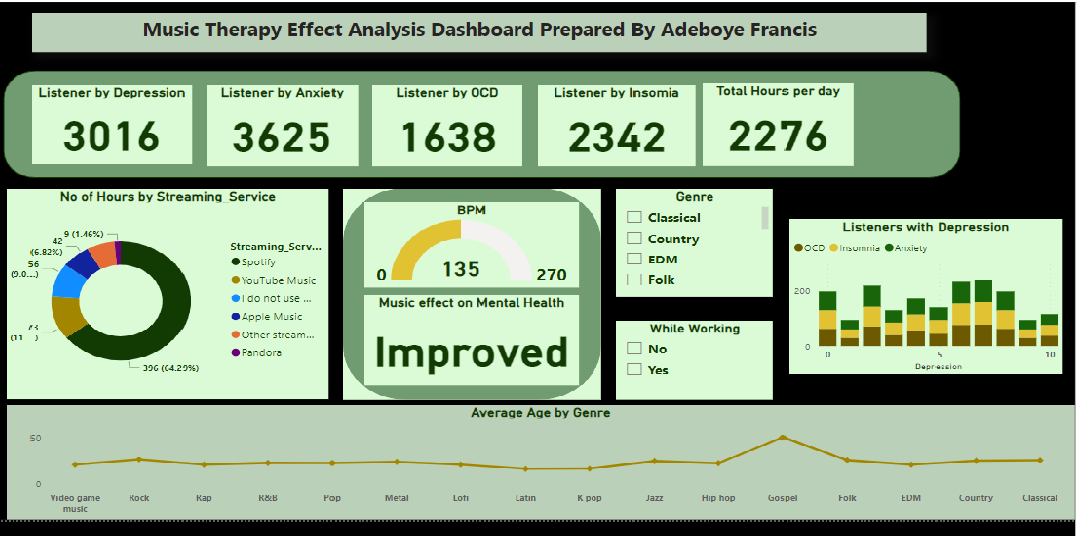 Music Therapy Effect Analysis Dashboard Prepared By Adeboye Francis
Listener by Depression
3016
Listener by Anxiety
3625
Listener by OCD
1638
Listener by Insomia
2342
Total Hours per day
2276
No of Hours by Streaming_Service
9 (1.46%)
42
(6.82%)
56
(9.0...)
396 (64.29%)
Streaming_Serv...
Spotify
YouTube Music
I do not use ...
Apple Music
Other stream...
Pandora
BPM
0
135
270
Music effect on Mental Health
Improved
Genre
Classical
Country
EDM
Folk
While Working
No
Yes
Listeners with Depression
OCD Insomnia Anxiety
200
0
0 5 10
Depression
Average Age by Genre
50
0
Video game music Rock Rap R&B Pop Metal Lofi Latin K pop Jazz Hip hop Gospel Folk EDM Country Classical